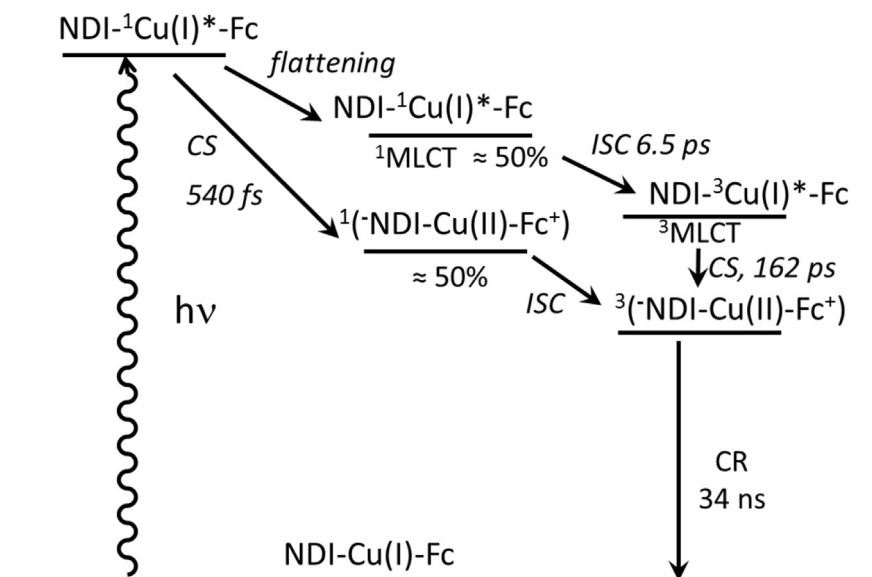 NDI-¹Cu(I)*-Fc
flattening
NDI-¹Cu(I)*-Fc
¹MLCT ≈ 50%
CS
540 fs
ISC 6.5 ps
NDI-³Cu(I)*-Fc
³MLCT
¹(⁻NDI-Cu(II)-Fc⁺)
≈ 50%
CS, 162 ps
ISC
³(⁻NDI-Cu(II)-Fc⁺)
hν
CR
34 ns
NDI-Cu(I)-Fc